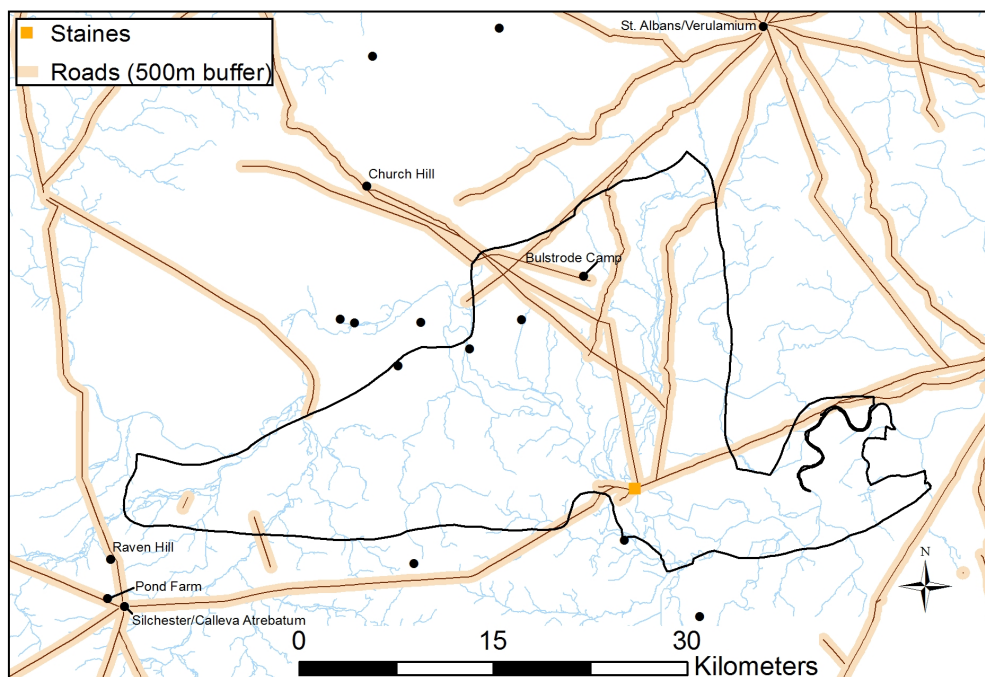 Staines
Roads (500m buffer)
St. Albans/Verulamium
Church Hill
Bulstrode Camp
Raven Hill
Pond Farm
Silchester/Calleva Atrebatum
N
0 15 30
Kilometers